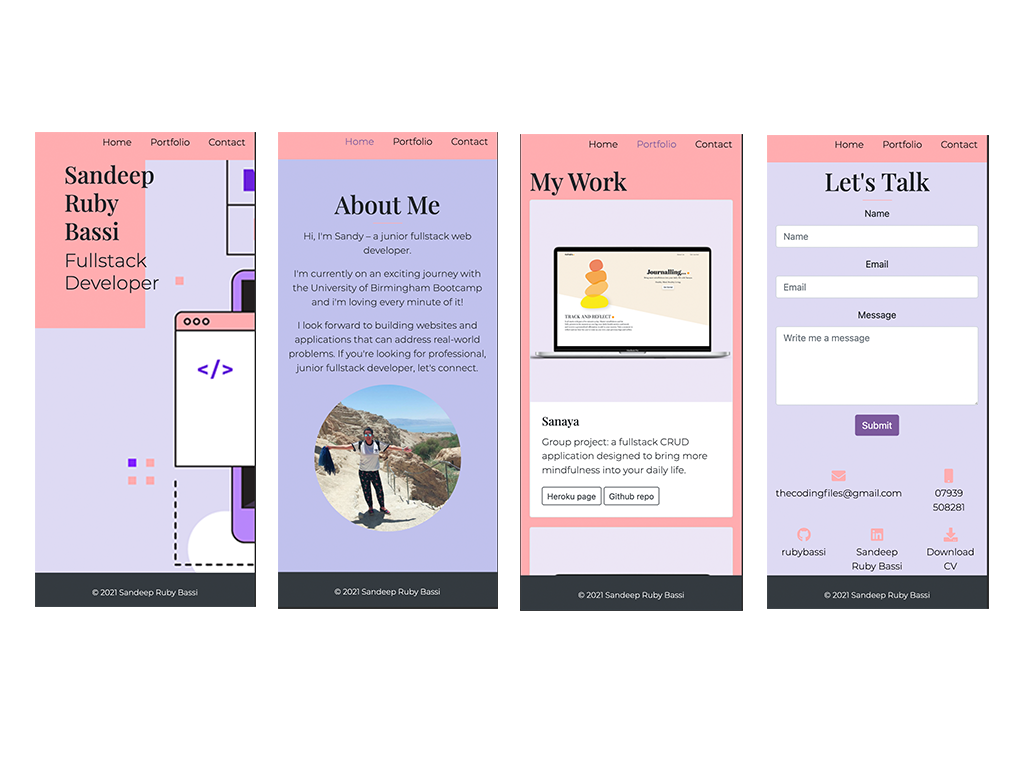 Home Portfolio Contact
Sandeep
Ruby
Bassi
Fullstack
Developer
</>
© 2021 Sandeep Ruby Bassi
Home Portfolio Contact
About Me
Hi, I'm Sandy – a junior fullstack web
developer.
I'm currently on an exciting journey with
the University of Birmingham Bootcamp
and i'm loving every minute of it!
I look forward to building websites and
applications that can address real-world
problems. If you're looking for professional,
junior fullstack developer, let's connect.
© 2021 Sandeep Ruby Bassi
Home Portfolio Contact
My Work
Journalling...
TRACK AND REFLECT
Sanaya
Group project: a fullstack CRUD
application designed to bring more
mindfulness into your daily life.
Heroku page Github repo
© 2021 Sandeep Ruby Bassi
Home Portfolio Contact
Let's Talk
Name
Name
Email
Email
Message
Write me a message
Submit
thecodingfiles@gmail.com 07939
508281
rubybassi Sandeep Download
Ruby Bassi CV
© 2021 Sandeep Ruby Bassi